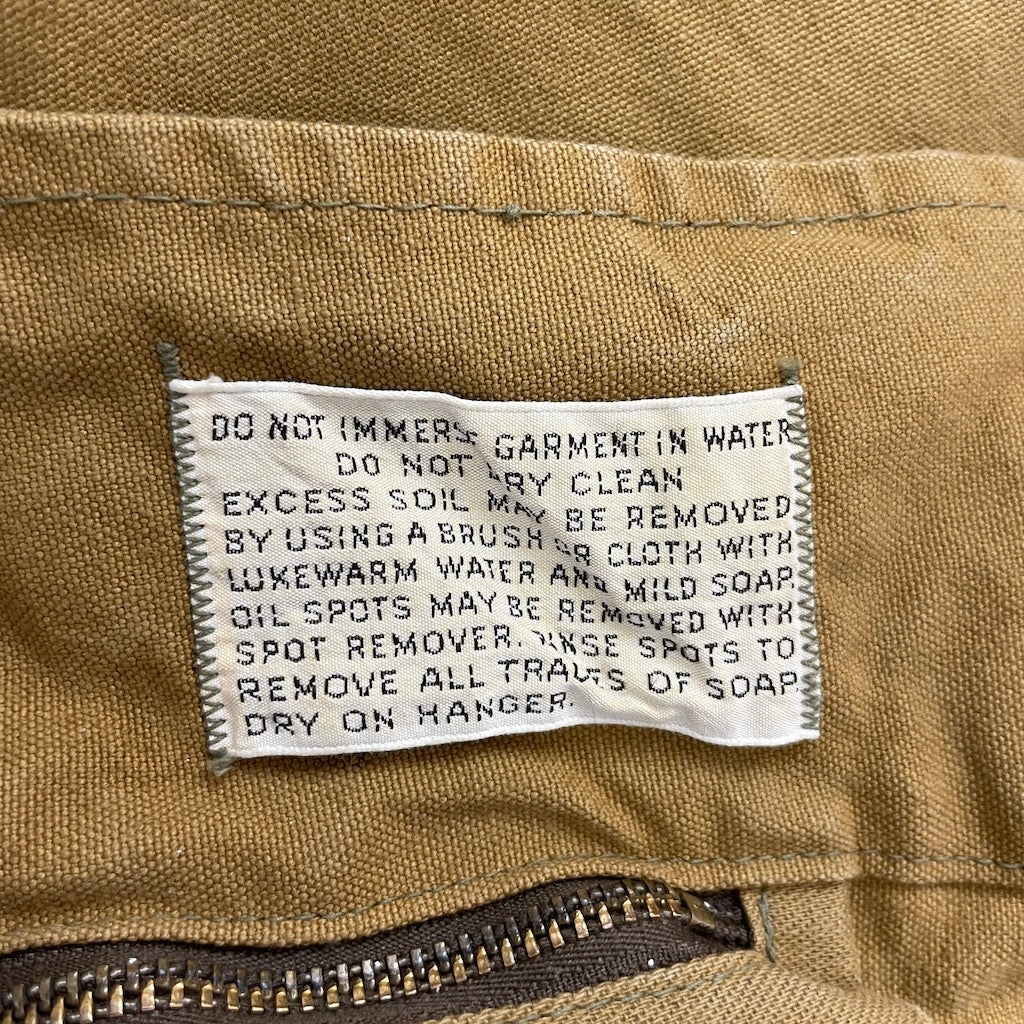 DO NOT IMMERSE GARMENT IN WATER
DO NOT DRY CLEAN
EXCESS SOIL MAY BE REMOVED
BY USING A BRUSH OR CLOTH WITH
LUKEWARM WATER AND MILD SOAP.
OIL SPOTS MAY BE REMOVED WITH
SPOT REMOVER. RINSE SPOTS TO
REMOVE ALL TRACES OF SOAP.
DRY ON HANGER.